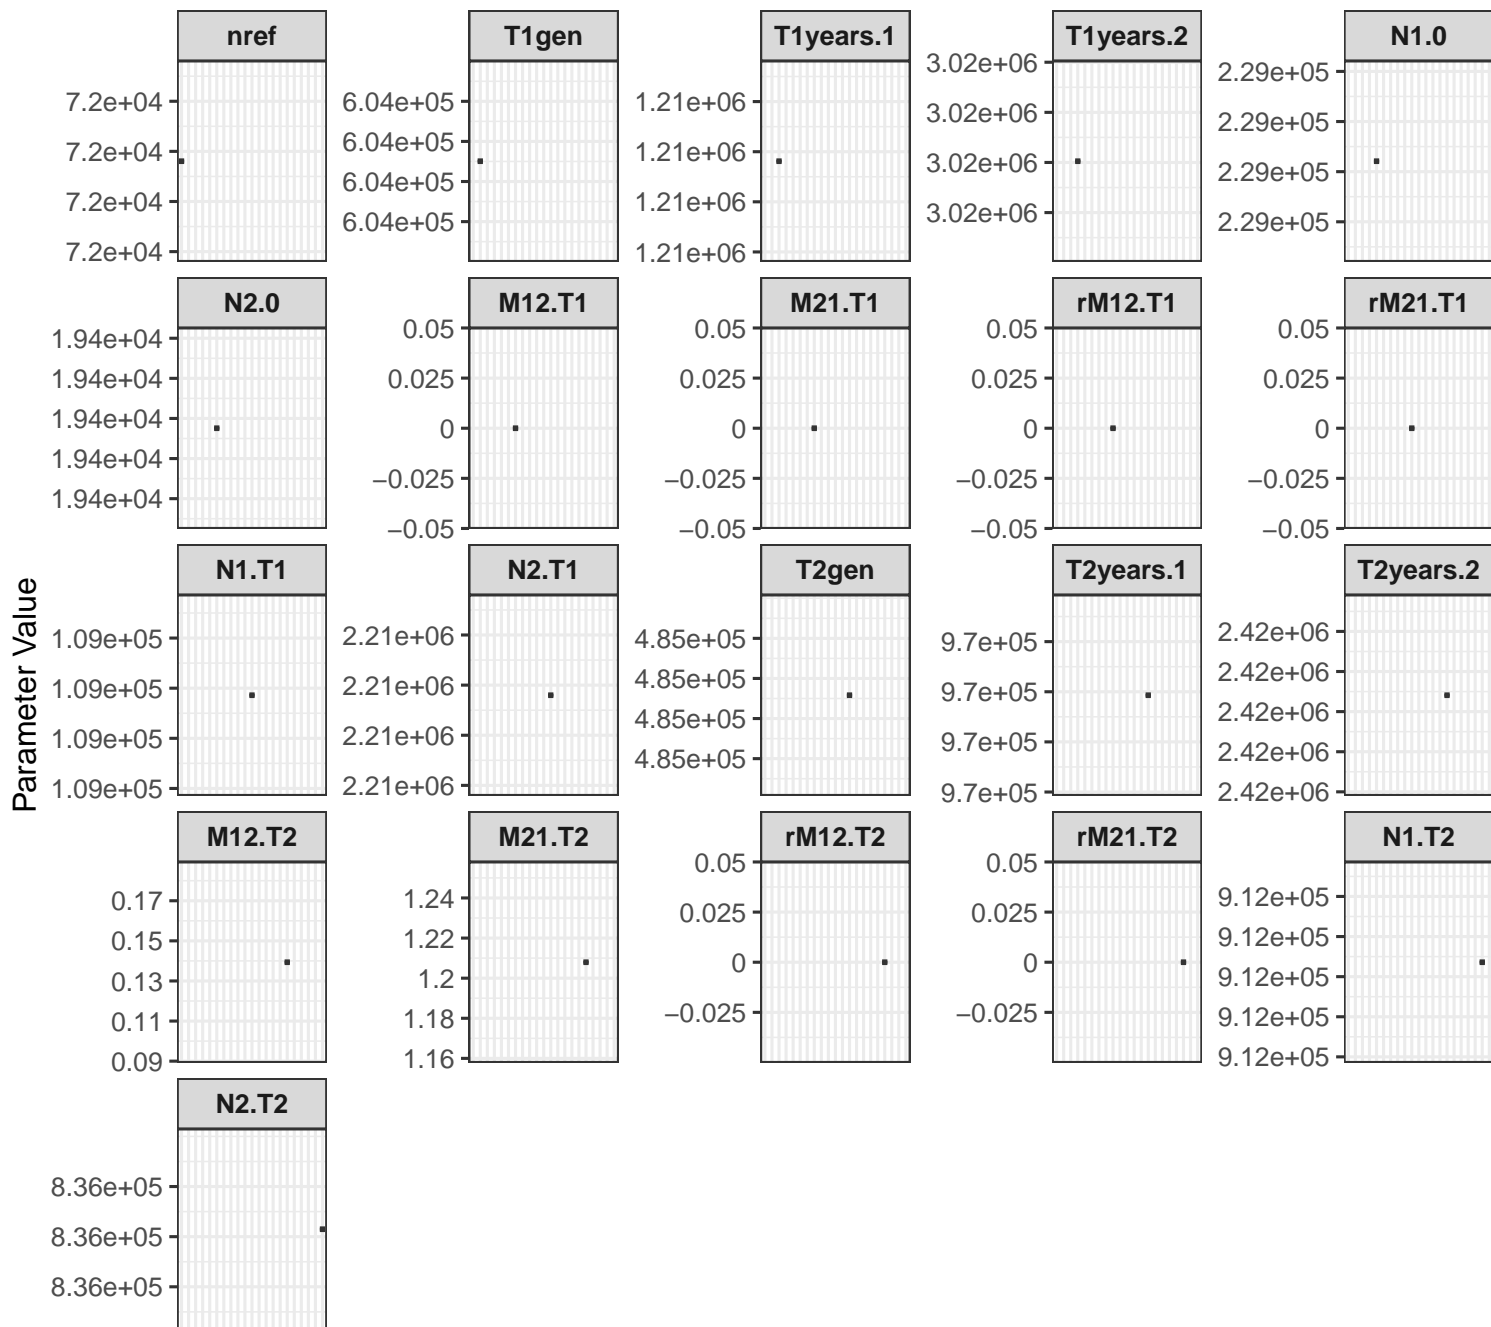 nref
T1gen
T1years.1
T1years.2
N1.0
7.2e+04
7.2e+04
7.2e+04
7.2e+04
6.04e+05
6.04e+05
6.04e+05
6.04e+05
1.21e+06
1.21e+06
1.21e+06
1.21e+06
3.02e+06
3.02e+06
3.02e+06
3.02e+06
2.29e+05
2.29e+05
2.29e+05
2.29e+05
N2.0
M12.T1
M21.T1
rM12.T1
rM21.T1
1.94e+04
1.94e+04
1.94e+04
1.94e+04
1.94e+04
0.05
0.025
0
−0.025
−0.05
0.05
0.025
0
−0.025
−0.05
0.05
0.025
0
−0.025
−0.05
0.05
0.025
0
−0.025
−0.05
Parameter Value
N1.T1
N2.T1
T2gen
T2years.1
T2years.2
1.09e+05
1.09e+05
1.09e+05
1.09e+05
2.21e+06
2.21e+06
2.21e+06
2.21e+06
4.85e+05
4.85e+05
4.85e+05
4.85e+05
9.7e+05
9.7e+05
9.7e+05
9.7e+05
2.42e+06
2.42e+06
2.42e+06
2.42e+06
2.42e+06
M12.T2
M21.T2
rM12.T2
rM21.T2
N1.T2
0.17
0.15
0.13
0.11
0.09
1.24
1.22
1.2
1.18
1.16
0.05
0.025
0
−0.025
0.05
0.025
0
−0.025
9.12e+05
9.12e+05
9.12e+05
9.12e+05
9.12e+05
N2.T2
8.36e+05
8.36e+05
8.36e+05